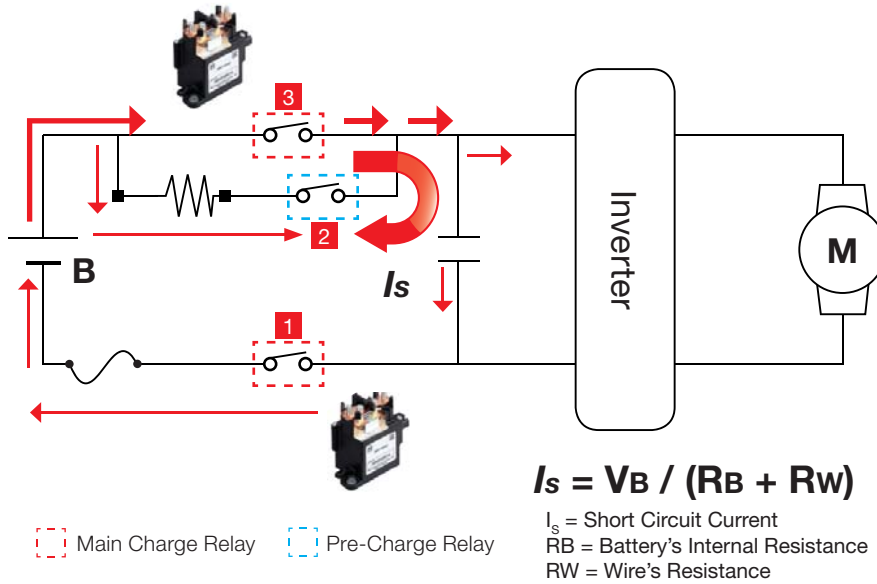 3
2
B
Is
1
Inverter
M
Is = VB / (RB + RW)
IS = Short Circuit Current
RB = Battery's Internal Resistance
RW = Wire's Resistance
Main Charge Relay
Pre-Charge Relay